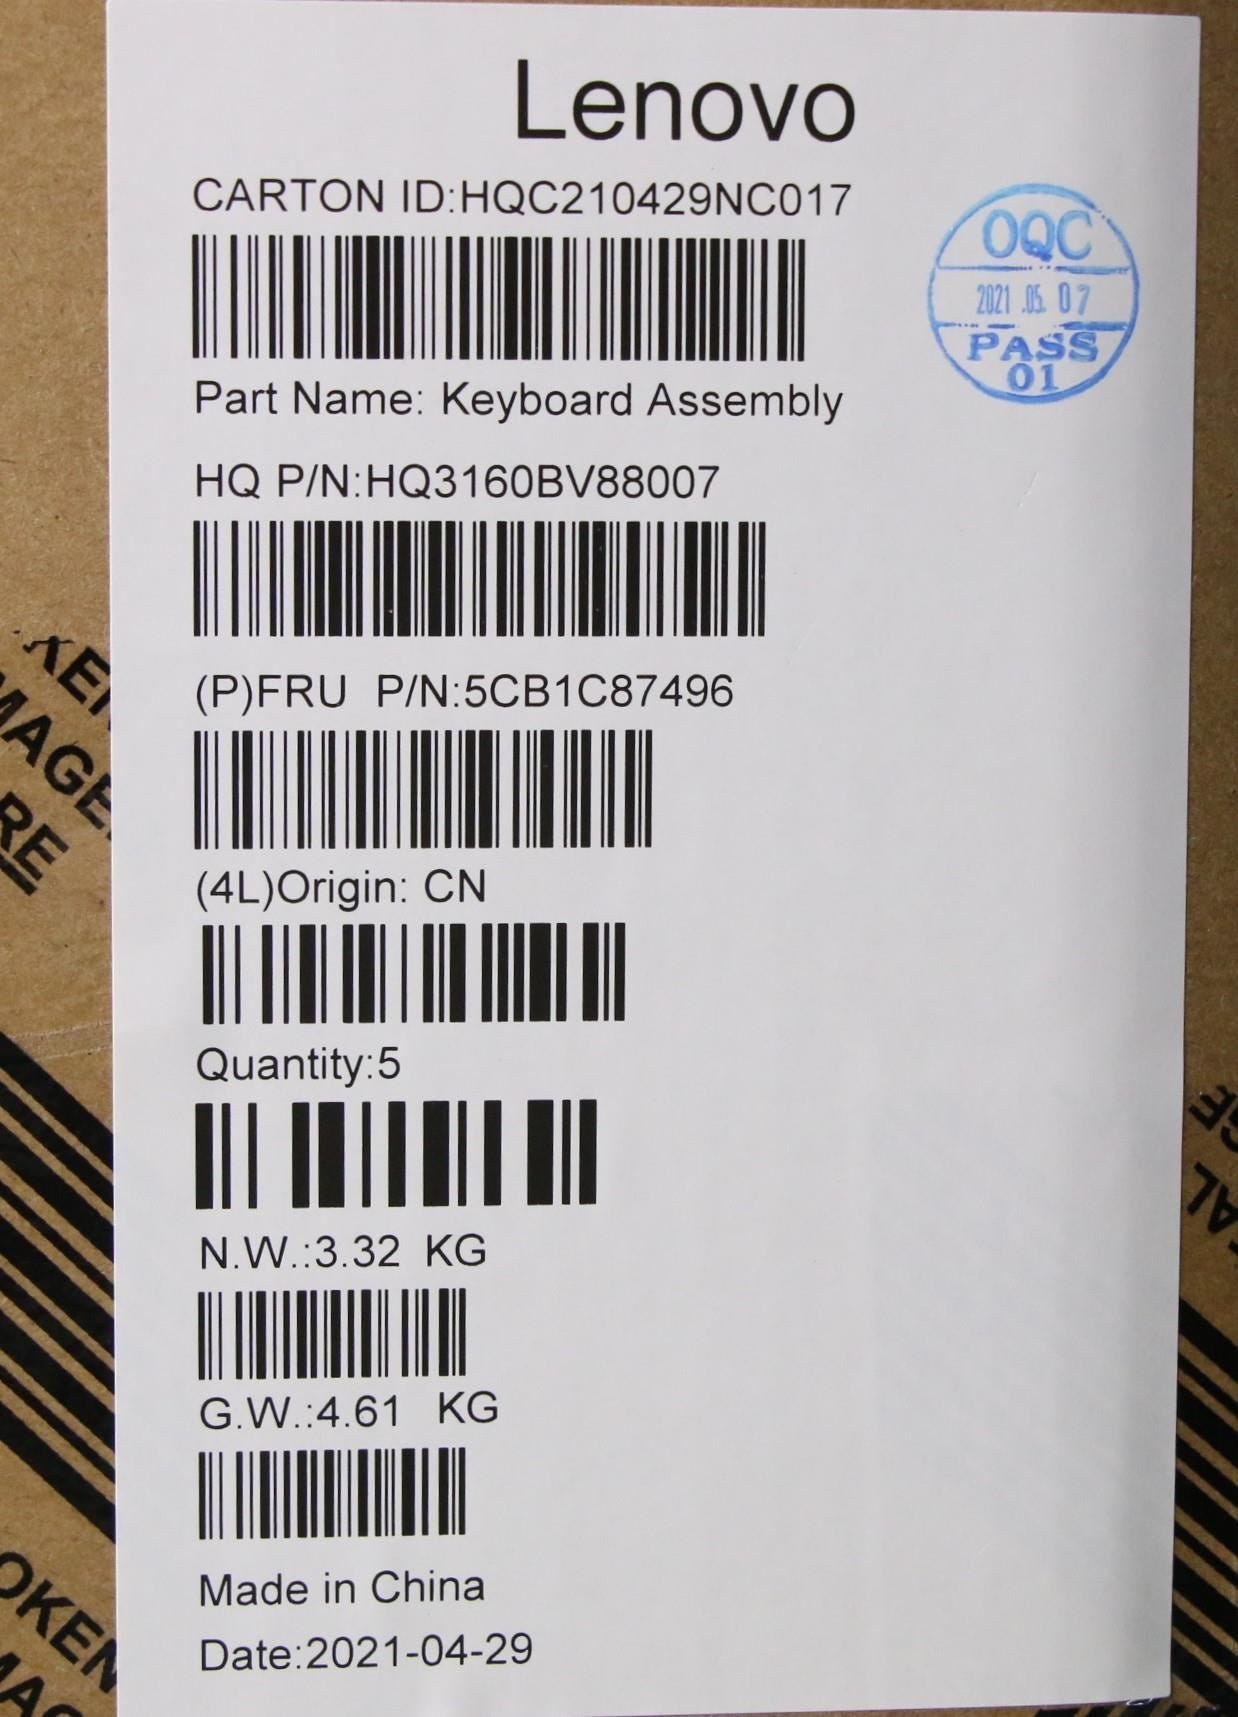 Lenovo
CARTON ID:HQC210429NC017
OQC
2021.05.07
PASS
01
Part Name: Keyboard Assembly
HQ P/N:HQ3160BV88007
(P)FRU P/N:5CB1C87496
(4L)Origin: CN
Quantity:5
N.W.:3.32 KG
G.W.:4.61 KG
Made in China
Date:2021-04-29